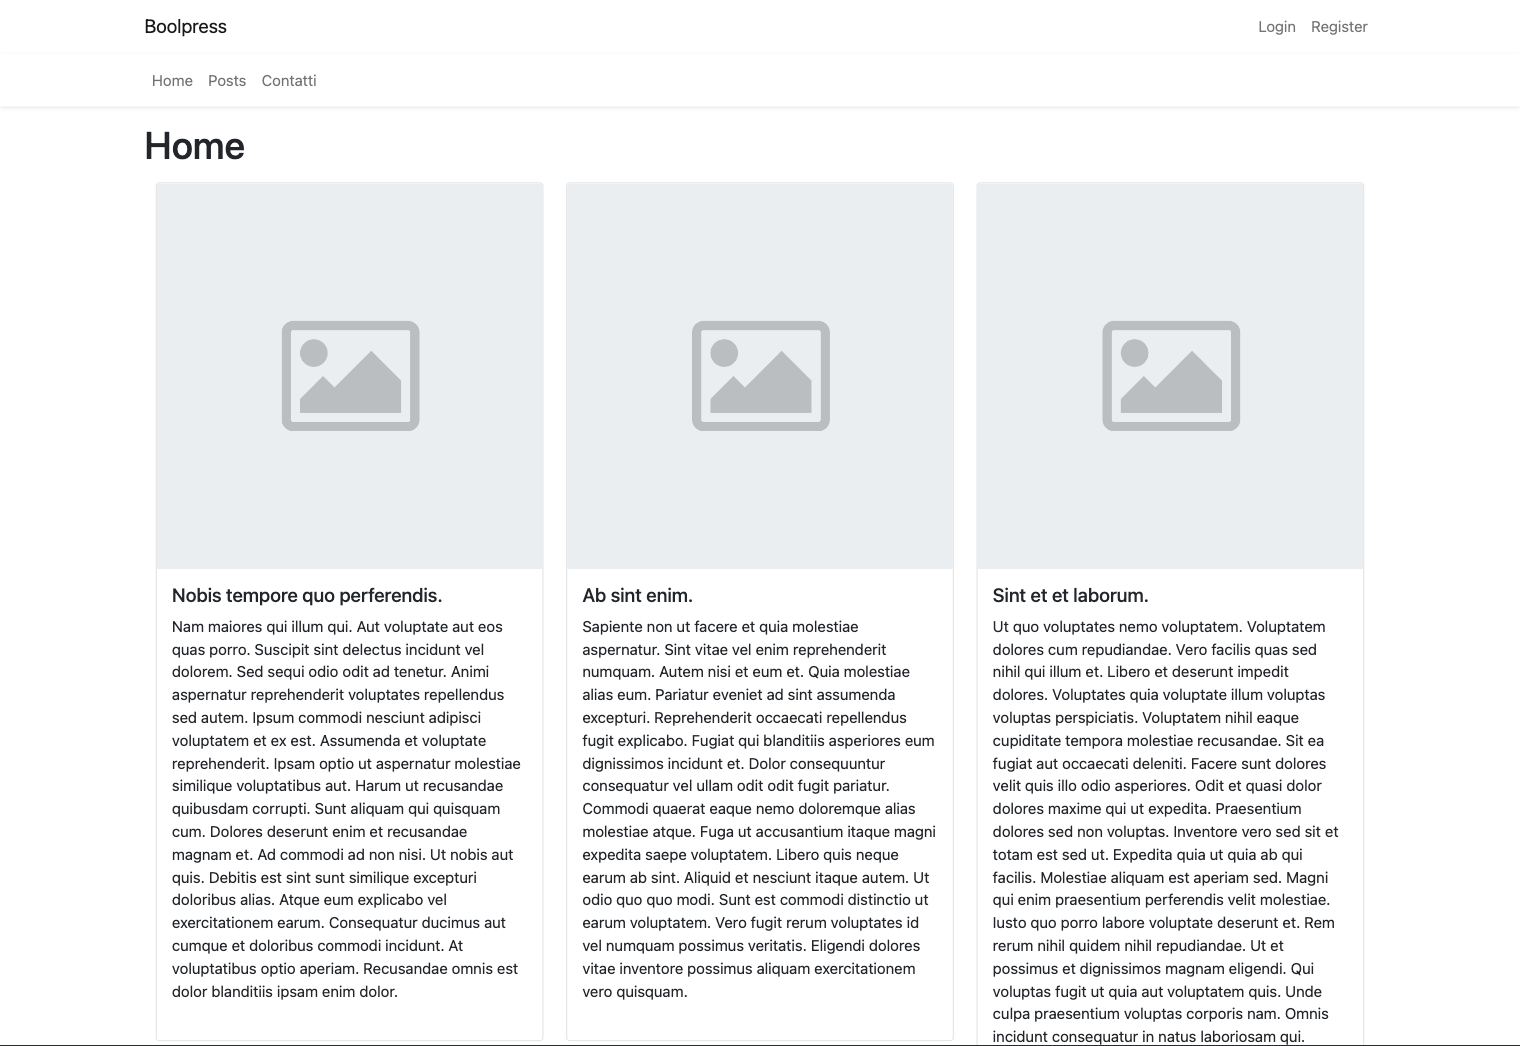 Boolpress
Login Register
Home Posts Contatti
Home
Nobis tempore quo perferendis.
Nam maiores qui illum qui. Aut voluptate aut eos
quas porro. Suscipit sint delectus incidunt vel
dolorem. Sed sequi odio odit ad tenetur. Animi
aspernatur reprehenderit voluptates repellendus
sed autem. Ipsum commodi nesciunt adipisci
voluptatem et ex est. Assumenda et voluptate
reprehenderit. Ipsam optio ut aspernatur molestiae
similique voluptatibus aut. Harum ut recusandae
quibusdam corrupti. Sunt aliquam qui quisquam
cum. Dolores deserunt enim et recusandae
magnam et. Ad commodi ad non nisi. Ut nobis aut
quis. Debitis est sint sunt similique excepturi
doloribus alias. Atque eum explicabo vel
exercitationem earum. Consequatur ducimus aut
cumque et doloribus commodi incidunt. At
voluptatibus optio aperiam. Recusandae omnis est
dolor blanditiis ipsam enim dolor.
Ab sint enim.
Sapiente non ut facere et quia molestiae
aspernatur. Sint vitae vel enim reprehenderit
numquam. Autem nisi et eum et. Quia molestiae
alias eum. Pariatur eveniet ad sint assumenda
excepturi. Reprehenderit occaecati repellendus
fugit explicabo. Fugiat qui blanditiis asperiores eum
dignissimos incidunt et. Dolor consequuntur
consequatur vel ullam odit odit fugit pariatur.
Commodi quaerat eaque nemo doloremque alias
molestiae atque. Fuga ut accusantium itaque magni
expedita saepe voluptatem. Libero quis neque
earum ab sint. Aliquid et nesciunt itaque autem. Ut
odio quo quo modi. Sunt est commodi distinctio ut
earum voluptatem. Vero fugit rerum voluptates id
vel numquam possimus veritatis. Eligendi dolores
vitae inventore possimus aliquam exercitationem
vero quisquam.
Sint et et laborum.
Ut quo voluptates nemo voluptatem. Voluptatem
dolores cum repudiandae. Vero facilis quas sed
nihil qui illum et. Libero et deserunt impedit
dolores. Voluptates quia voluptate illum voluptas
voluptas perspiciatis. Voluptatem nihil eaque
cupiditate tempora molestiae recusandae. Sit ea
fugiat aut occaecati deleniti. Facere sunt dolores
velit quis illo odio asperiores. Odit et quasi dolor
dolores maxime qui ut expedita. Praesentium
dolores sed non voluptas. Inventore vero sed sit et
totam est sed ut. Expedita quia ut quia ab qui
facilis. Molestiae aliquam est aperiam sed. Magni
qui enim praesentium perferendis velit molestiae.
Iusto quo porro labore voluptate deserunt et. Rem
rerum nihil quidem nihil repudiandae. Ut et
possimus et dignissimos magnam eligendi. Qui
voluptas fugit ut quia aut voluptatem quis. Unde
culpa praesentium voluptas corporis nam. Omnis
incidunt consequatur in natus laboriosam qui.